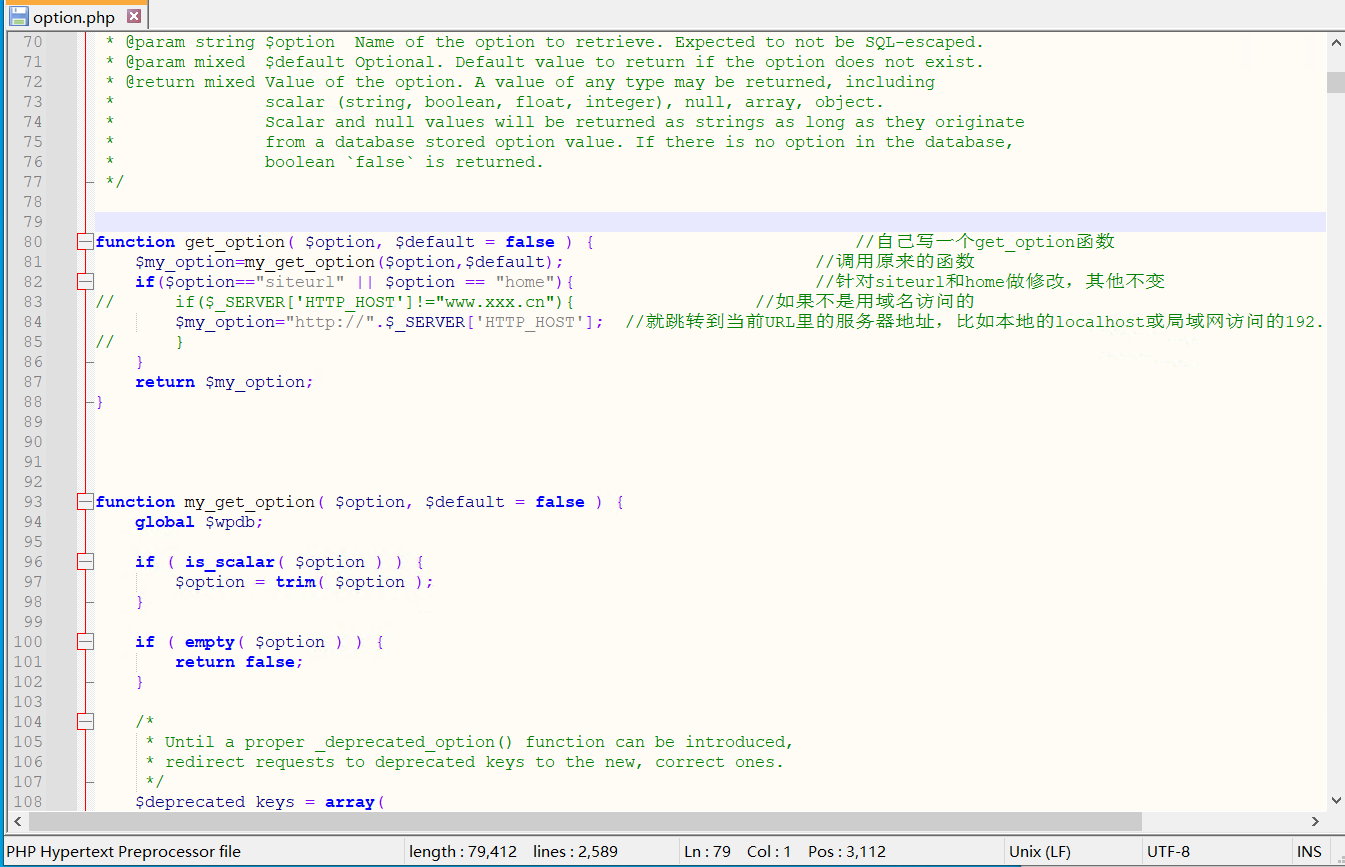 option.php
70 * @param string $option  Name of the option to retrieve. Expected to not be SQL-escaped.
71 * @param mixed  $default Optional. Default value to return if the option does not exist.
72 * @return mixed Value of the option. A value of any type may be returned, including
73 *               scalar (string, boolean, float, integer), null, array, object.
74 *               Scalar and null values will be returned as strings as long as they originate
75 *               from a database stored option value. If there is no option in the database,
76 *               boolean `false` is returned.
77 */
78
79
80 function get_option( $option, $default = false ) { //自己写一个get_option函数
81     $my_option=my_get_option($option,$default); //调用原来的函数
82     if($option=="siteurl" || $option == "home"){ //针对siteurl和home做修改，其他不变
83 //      if($_SERVER['HTTP_HOST']!="www.xxx.cn"){ //如果不是用域名访问的
84         $my_option="http://".$_SERVER['HTTP_HOST']; //就跳转到当前URL里的服务器地址，比如本地的localhost或局域网访问的192.
85 //      }
86     }
87     return $my_option;
88 }
89
90
91
92
93 function my_get_option( $option, $default = false ) {
94     global $wpdb;
95
96     if ( is_scalar( $option ) ) {
97         $option = trim( $option );
98     }
99
100     if ( empty( $option ) ) {
101         return false;
102     }
103
104     /*
105      * Until a proper _deprecated_option() function can be introduced,
106      * redirect requests to deprecated keys to the new, correct ones.
107      */
108     $deprecated_keys = array(
PHP Hypertext Preprocessor file length : 79,412 lines : 2,589 Ln : 79 Col : 1 Pos : 3,112 Unix (LF) UTF-8 INS